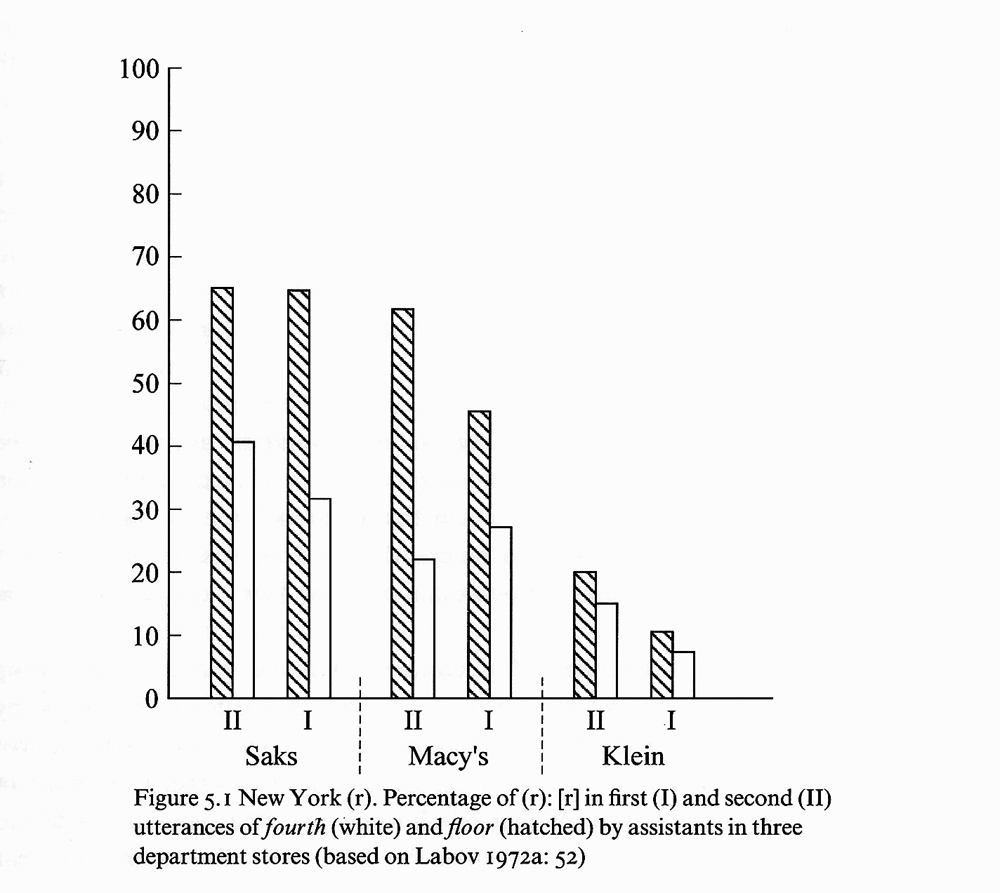 100
90
80
70
60
50
40
30
20
10
0
II I II I II I
Saks Macy's Klein
Figure 5.1 New York (r). Percentage of (r): [r] in first (I) and second (II)
utterances of fourth (white) and floor (hatched) by assistants in three
department stores (based on Labov 1972a: 52)